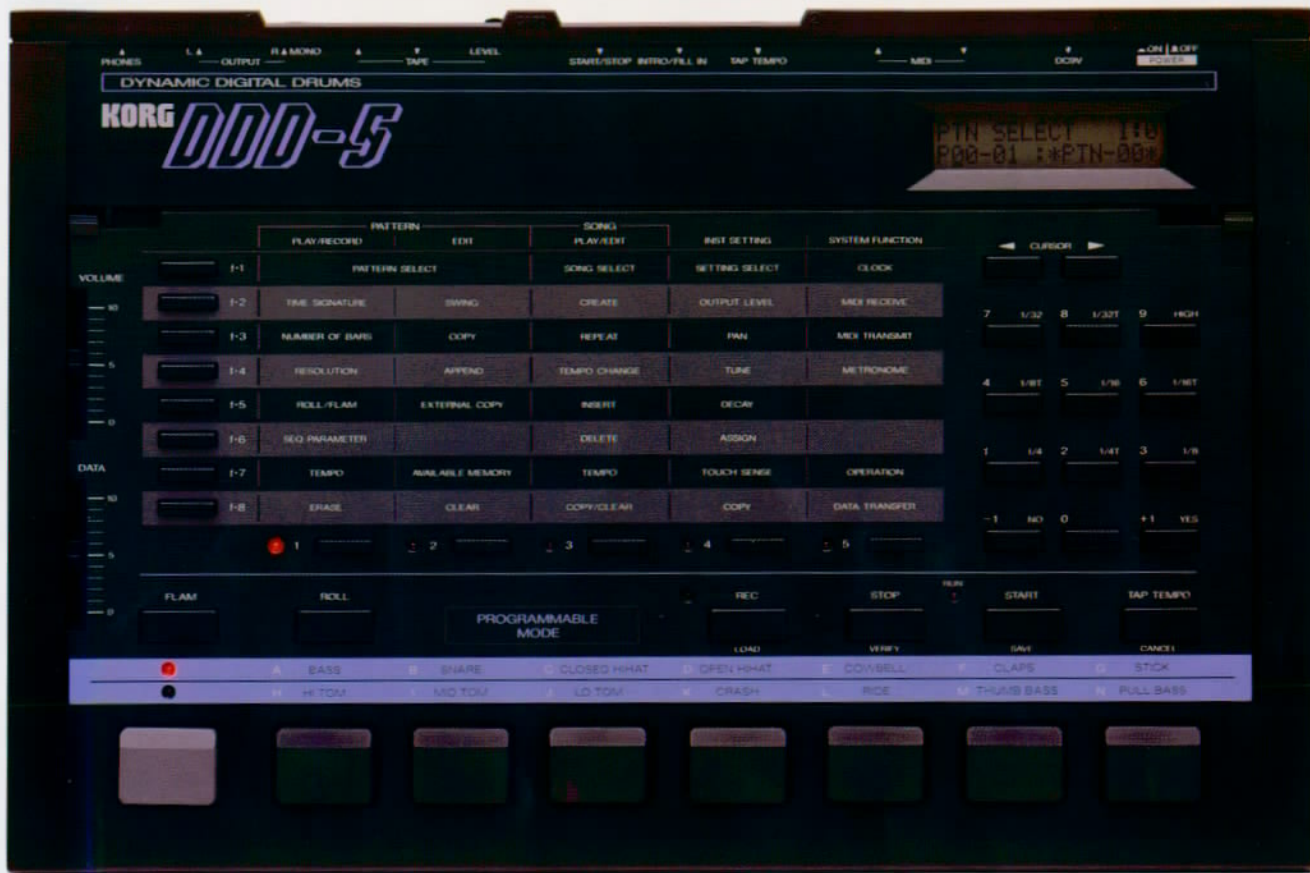 PHONES L R & MONO OUTPUT TAPE LEVEL START/STOP INTRO/FILL IN TAP TEMPO MIDI DC9V ON OFF POWER
DYNAMIC DIGITAL DRUMS
KORG DDD-5
PTN SELECT I:0
P00-01 :*PTN-00*
PATTERN SONG
PLAY/RECORD EDIT PLAY/EDIT INST SETTING SYSTEM FUNCTION
CURSOR
VOLUME
10
5
0
f-1 PATTERN SELECT SONG SELECT SETTING SELECT CLOCK
f-2 TIME SIGNATURE SWING CREATE OUTPUT LEVEL MIDI RECEIVE
f-3 NUMBER OF BARS COPY REPEAT PAN MIDI TRANSMIT
f-4 RESOLUTION APPEND TEMPO CHANGE TUNE METRONOME
f-5 ROLL/FLAM EXTERNAL COPY INSERT DECAY
f-6 SEQ PARAMETER DELETE ASSIGN
f-7 TEMPO AVAILABLE MEMORY TEMPO TOUCH SENSE OPERATION
f-8 ERASE CLEAR COPY/CLEAR COPY DATA TRANSFER
7 1/32 8 1/32T 9 HIGH
4 1/8T 5 1/16 6 1/16T
1 1/4 2 1/4T 3 1/8
-1 NO 0 +1 YES
DATA
10
5
0
1 2 3 4 5
FLAM ROLL REC STOP RUN START TAP TEMPO
PROGRAMMABLE
MODE
LOAD VERIFY SAVE CANCEL
A BASS B SNARE C CLOSED HIHAT D OPEN HIHAT E COWBELL F CLAPS G STICK
H HI TOM I MID TOM J LO TOM K CRASH L RIDE M THUMB BASS N PULL BASS